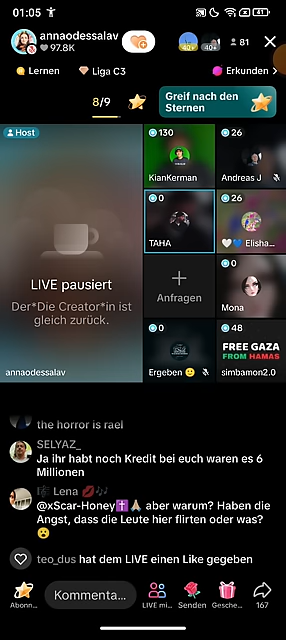 01:05
41
annaodessalav
97.8K
40+
40+
81
Lernen
Liga C3
Erkunden >
8/9
Greif nach den
Sternen
Host
130
KianKerman
26
Andreas J
0
TAHA
26
Elisha...
LIVE pausiert
Der*Die Creator*in ist
gleich zurück.
annaodessalav
+
Anfragen
0
Mona
0
Ergeben 🙂
48
FREE GAZA
FROM HAMAS
simbamon2.0
the horror is rael
SELYAZ_
Ja ihr habt noch Kredit bei euch waren es 6
Millionen
🎼 Lena 💋🎶
@xScar-Honey✝️🙏🏼 aber warum? Haben die
Angst, dass die Leute hier flirten oder was?
😮
teo_dus hat dem LIVE einen Like gegeben
Kommenta...
Abonn...
LIVE mi...
Senden
Gesche...
167